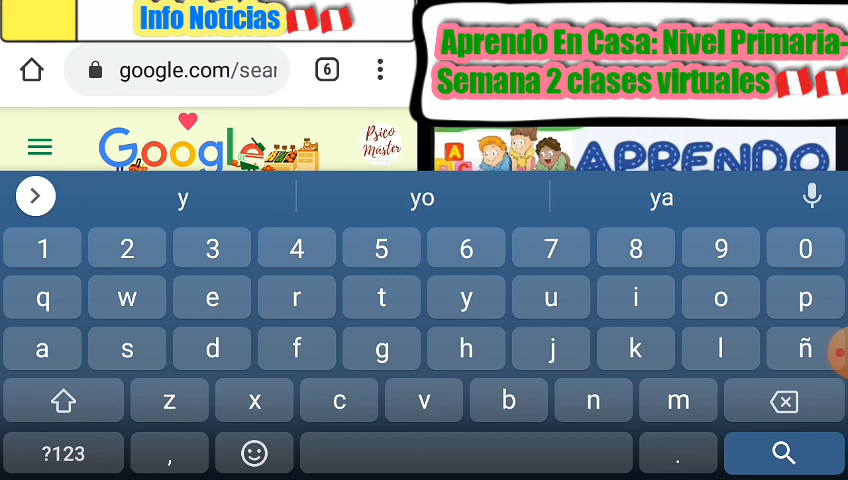 Info Noticias
Aprendo En Casa: Nivel Primaria-
Semana 2 clases virtuales
google.com/sear
6
Google
Psico
Máster
A
APRENDO
y yo ya
1 2 3 4 5 6 7 8 9 0
q w e r t y u i o p
a s d f g h j k l ñ
z x c v b n m
?123 , .